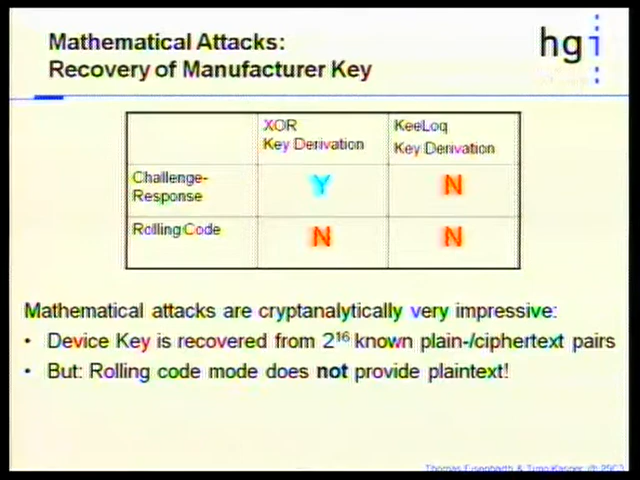 Mathematical Attacks:
Recovery of Manufacturer Key
hgi
XOR
Key Derivation
KeeLoq
Key Derivation
Challenge-
Response
Y
N
Rolling Code
N
N
Mathematical attacks are cryptanalytically very impressive:
• Device Key is recovered from 2¹⁶ known plain-/ciphertext pairs
• But: Rolling code mode does not provide plaintext!
Thomas Eisenbarth & Timo Kasper